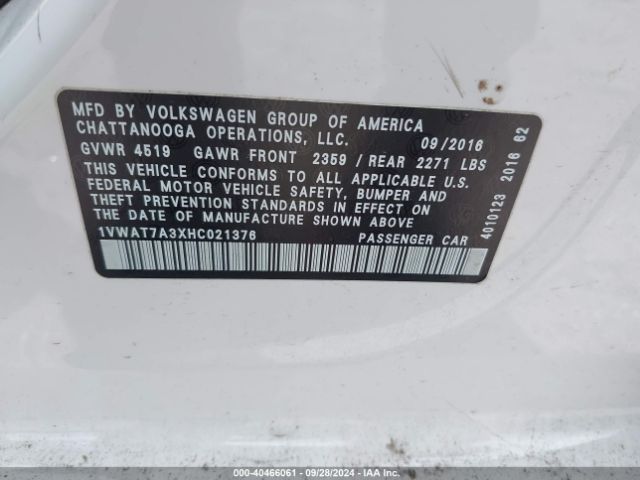 MFD BY VOLKSWAGEN GROUP OF AMERICA
CHATTANOOGA OPERATIONS, LLC. 09/2016
GVWR 4519 GAWR FRONT 2359 / REAR 2271 LBS
THIS VEHICLE CONFORMS TO ALL APPLICABLE U.S.
FEDERAL MOTOR VEHICLE SAFETY, BUMPER AND
THEFT PREVENTION STANDARDS IN EFFECT ON
THE DATE OF MANUFACTURE SHOWN ABOVE
1VWAT7A3XHC021376 PASSENGER CAR
4010123 2016 62
000-40466061 | 09/28/2024 | IAA Inc.